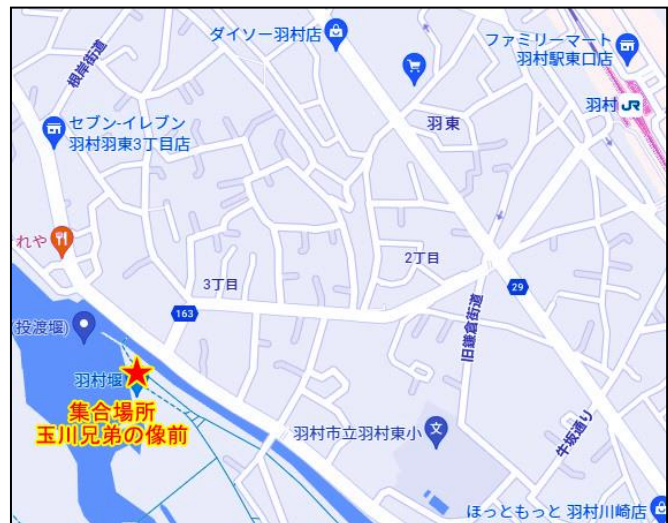 ダイソー羽村店
ファミリーマート
羽村駅東口店
根岸街道
羽村 JR
セブン-イレブン
羽村羽東3丁目店
羽東
れや
2丁目
3丁目
29
163
旧鎌倉街道
(投渡堰)
羽村堰
集合場所
玉川兄弟の像前
羽村市立羽村東小
文
牛坂通り
ほっともっと 羽村川崎店